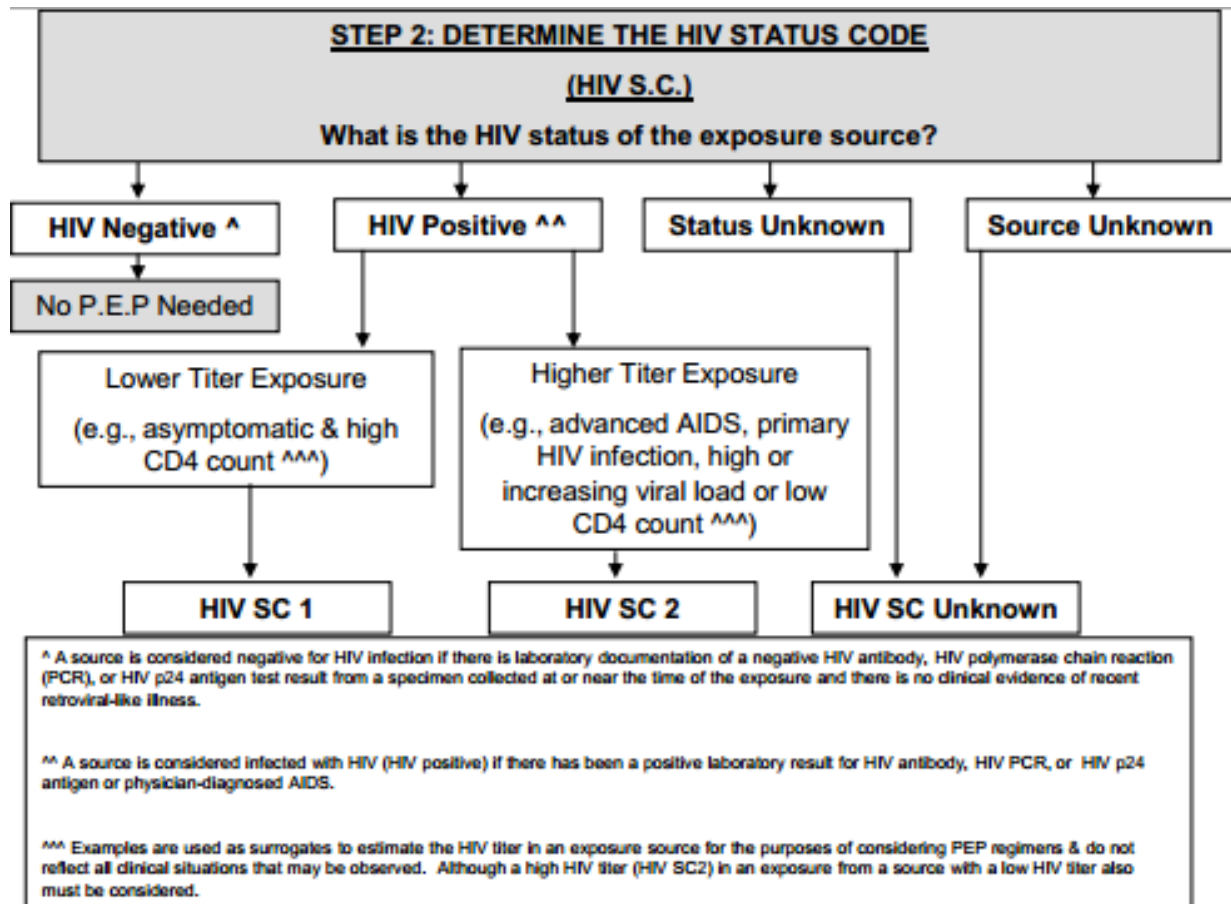 STEP 2: DETERMINE THE HIV STATUS CODE
(HIV S.C.)
What is the HIV status of the exposure source?
HIV Negative ^
HIV Positive ^^
Status Unknown
Source Unknown
No P.E.P Needed
Lower Titer Exposure
(e.g., asymptomatic & high
CD4 count ^^^)
Higher Titer Exposure
(e.g., advanced AIDS, primary
HIV infection, high or
increasing viral load or low
CD4 count ^^^)
HIV SC 1
HIV SC 2
HIV SC Unknown
^ A source is considered negative for HIV infection if there is laboratory documentation of a negative HIV antibody, HIV polymerase chain reaction
(PCR), or HIV p24 antigen test result from a specimen collected at or near the time of the exposure and there is no clinical evidence of recent
retroviral-like illness.
^^ A source is considered infected with HIV (HIV positive) if there has been a positive laboratory result for HIV antibody, HIV PCR, or HIV p24
antigen or physician-diagnosed AIDS.
^^^ Examples are used as surrogates to estimate the HIV titer in an exposure source for the purposes of considering PEP regimens & do not
reflect all clinical situations that may be observed. Although a high HIV titer (HIV SC2) in an exposure from a source with a low HIV titer also
must be considered.